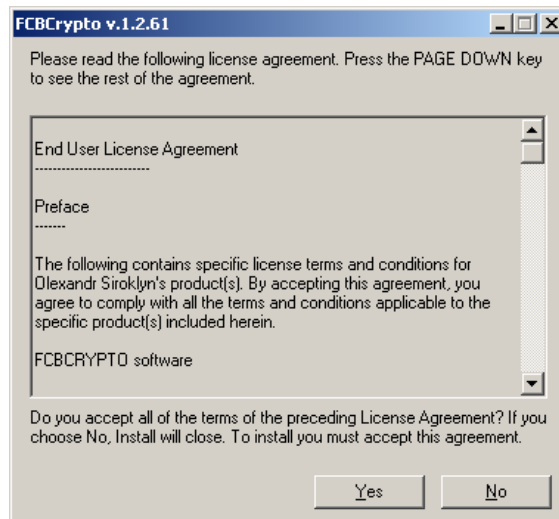 FCBCrypto v.1.2.61
Please read the following license agreement. Press the PAGE DOWN key
to see the rest of the agreement.
End User License Agreement
--------------------------
Preface
-------
The following contains specific license terms and conditions for
Olexandr Siroklyn's product(s). By accepting this agreement, you
agree to comply with all the terms and conditions applicable to the
specific product(s) included herein.
FCBCRYPTO software
Do you accept all of the terms of the preceding License Agreement? If you
choose No, Install will close. To install you must accept this agreement.
Yes No